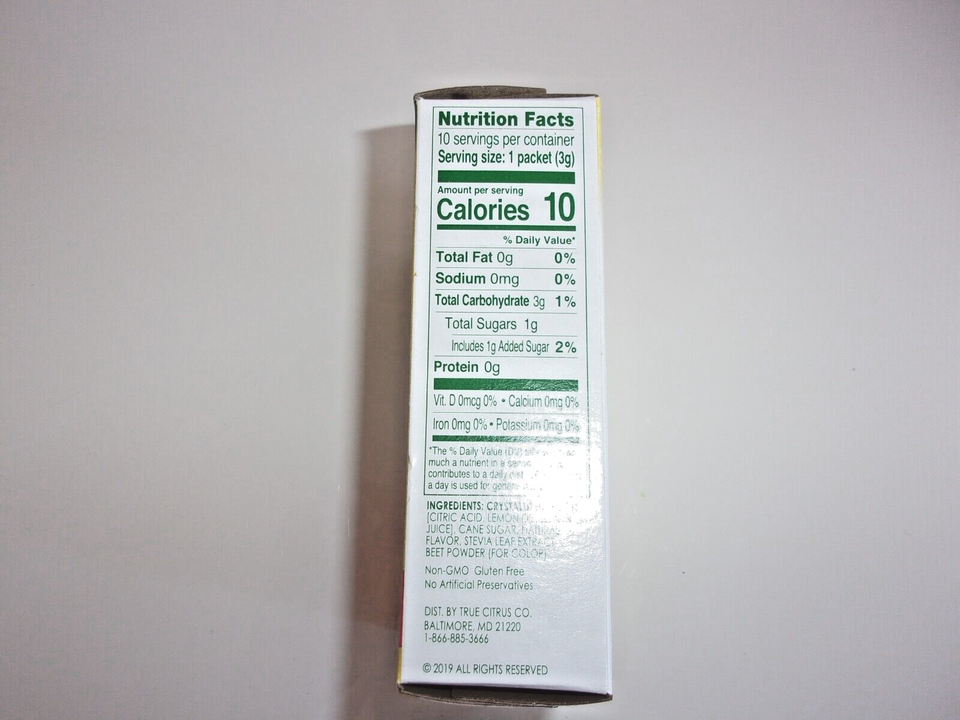 Nutrition Facts
10 servings per container
Serving size: 1 packet (3g)
Amount per serving
Calories 10
% Daily Value*
Total Fat 0g 0%
Sodium 0mg 0%
Total Carbohydrate 3g 1%
Total Sugars 1g
Includes 1g Added Sugar 2%
Protein 0g
Vit. D 0mcg 0% • Calcium 0mg 0%
Iron 0mg 0% • Potassium 0mg 0%
*The % Daily Value (DV)
much a nutrient in a
contributes to a daily
a day is used for
INGREDIENTS:
(CITRIC ACID, LEMON
JUICE), CANE SUGAR, NATURAL
FLAVOR, STEVIA LEAF EXTRACT
BEET POWDER (FOR COLOR)
Non-GMO Gluten Free
No Artificial Preservatives
DIST. BY TRUE CITRUS CO.
BALTIMORE, MD 21220
1-866-885-3666
© 2019 ALL RIGHTS RESERVED